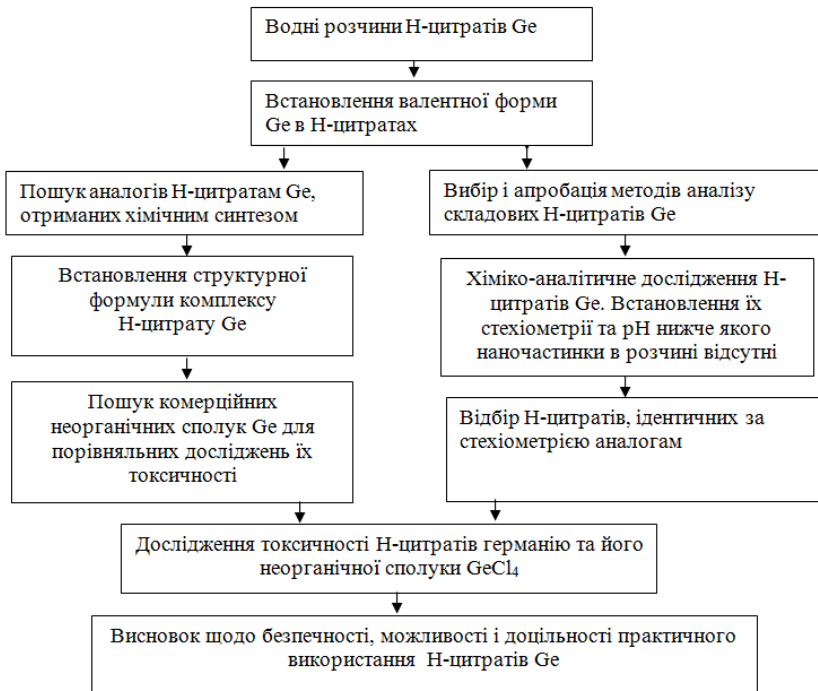 Водні розчини Н-цитратів Ge
Встановлення валентної форми
Ge в Н-цитратах
Пошук аналогів Н-цитратам Ge,
отриманих хімічним синтезом
Вибір і апробація методів аналізу
складових Н-цитратів Ge
Встановлення структурної
формули комплексу
Н-цитрату Ge
Хіміко-аналітичне дослідження Н-
цитратів Ge. Встановлення їх
стехіометрії та рН нижче якого
наночастинки в розчині відсутні
Пошук комерційних
неорганічних сполук Ge для
порівняльних досліджень їх
токсичності
Відбір Н-цитратів, ідентичних за
стехіометрією аналогам
Дослідження токсичності Н-цитратів германію та його
неорганічної сполуки GeCl₄
Висновок щодо безпечності, можливості і доцільності практичного
використання Н-цитратів Ge